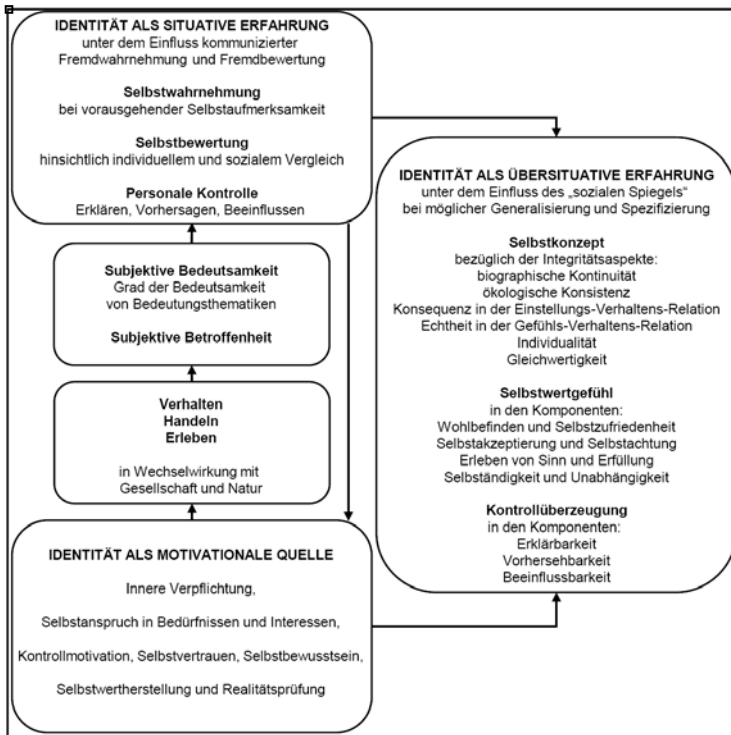 IDENTITÄT ALS SITUATIVE ERFAHRUNG
unter dem Einfluss kommunizierter
Fremdwahrnehmung und Fremdbewertung
Selbstwahrnehmung
bei vorausgehender Selbstaufmerksamkeit
Selbstbewertung
hinsichtlich individuellem und sozialem Vergleich
Personale Kontrolle
Erklären, Vorhersagen, Beeinflussen
Subjektive Bedeutsamkeit
Grad der Bedeutsamkeit
von Bedeutungsthematiken
Subjektive Betroffenheit
Verhalten
Handeln
Erleben
in Wechselwirkung mit
Gesellschaft und Natur
IDENTITÄT ALS MOTIVATIONALE QUELLE
Innere Verpflichtung,
Selbstanspruch in Bedürfnissen und Interessen,
Kontrollmotivation, Selbstvertrauen, Selbstbewusstsein,
Selbstwertherstellung und Realitätsprüfung
IDENTITÄT ALS ÜBERSITUATIVE ERFAHRUNG
unter dem Einfluss des „sozialen Spiegels“
bei möglicher Generalisierung und Spezifizierung
Selbstkonzept
bezüglich der Integritätsaspekte:
biographische Kontinuität
ökologische Konsistenz
Konsequenz in der Einstellungs-Verhaltens-Relation
Echtheit in der Gefühls-Verhaltens-Relation
Individualität
Gleichwertigkeit
Selbstwertgefühl
in den Komponenten:
Wohlbefinden und Selbstzufriedenheit
Selbstakzeptierung und Selbstachtung
Erleben von Sinn und Erfüllung
Selbständigkeit und Unabhängigkeit
Kontrollüberzeugung
in den Komponenten:
Erklärbarkeit
Vorhersehbarkeit
Beeinflussbarkeit